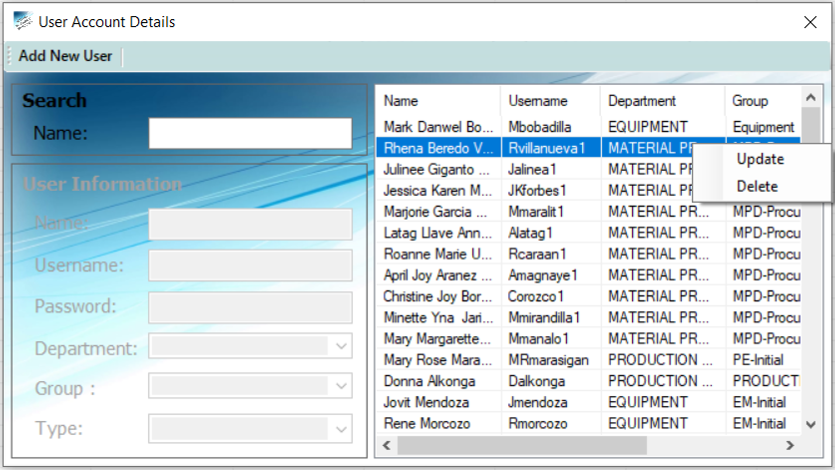 User Account Details
Add New User
Search
Name:
User Information
Name:
Username:
Password:
Department:
Group :
Type:
Name Username Department Group
Mark Danwel Bo... Mbobadilla EQUIPMENT Equipment
Rhena Beredo V... Rvillanueva1 MATERIAL PR
Update
Delete
Julinee Giganto ... Jalinea1 MATERIAL PR
Jessica Karen M... JKforbes1 MATERIAL PR
Marjorie Garcia ... Mmaralit1 MATERIAL PR... MPD-Procu
Latag Llave Ann... Alatag1 MATERIAL PR... MPD-Procu
Roanne Marie U... Rcaraan1 MATERIAL PR... MPD-Procu
April Joy Aranez ... Amagnaye1 MATERIAL PR... MPD-Procu
Christine Joy Bor... Corozco1 MATERIAL PR... MPD-Procu
Minette Yna Jari... Mmirandilla1 MATERIAL PR... MPD-Procu
Mary Margarette... Mmanalo1 MATERIAL PR... MPD-Procu
Mary Rose Mara... MRmarasigan PRODUCTION ... PE-Initial
Donna Alkonga Dalkonga PRODUCTION ... PRODUCTI
Jovit Mendoza Jmendoza EQUIPMENT EM-Initial
Rene Morcozo Rmorcozo EQUIPMENT EM-Initial